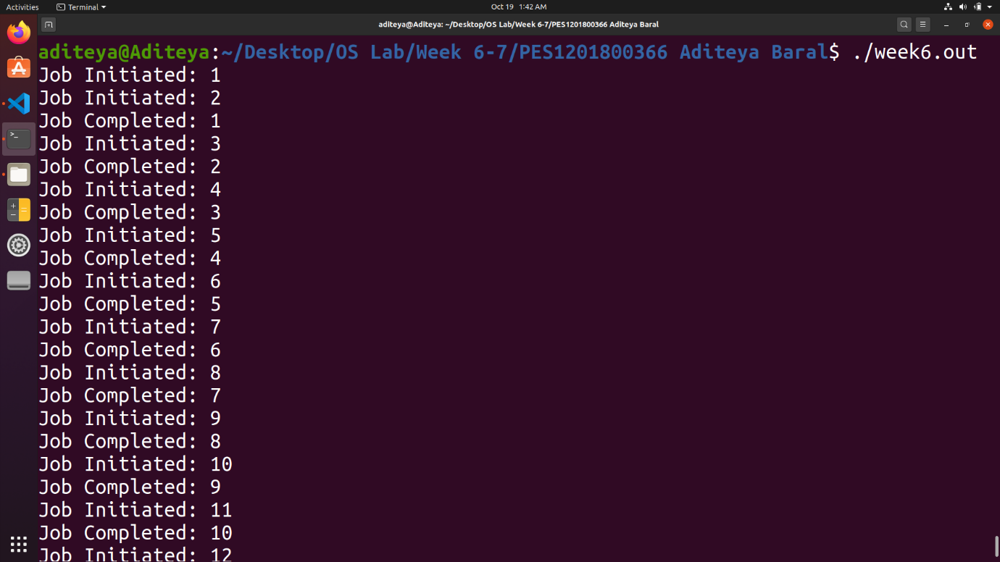 Activities
Terminal
Oct 19 1:42 AM
aditeya@Aditeya: ~/Desktop/OS Lab/Week 6-7/PES1201800366 Aditeya Baral
aditeya@Aditeya:~/Desktop/OS Lab/Week 6-7/PES1201800366 Aditeya Baral$ ./week6.out
Job Initiated: 1
Job Initiated: 2
Job Completed: 1
Job Initiated: 3
Job Completed: 2
Job Initiated: 4
Job Completed: 3
Job Initiated: 5
Job Completed: 4
Job Initiated: 6
Job Completed: 5
Job Initiated: 7
Job Completed: 6
Job Initiated: 8
Job Completed: 7
Job Initiated: 9
Job Completed: 8
Job Initiated: 10
Job Completed: 9
Job Initiated: 11
Job Completed: 10
Job Initiated: 12